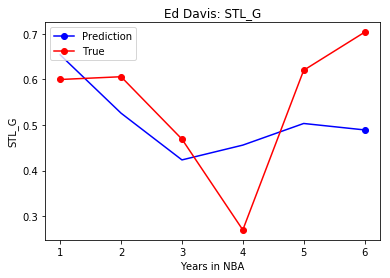 Ed Davis: STL_G
Prediction
True
0.7
0.6
0.5
0.4
0.3
STL_G
1 2 3 4 5 6
Years in NBA